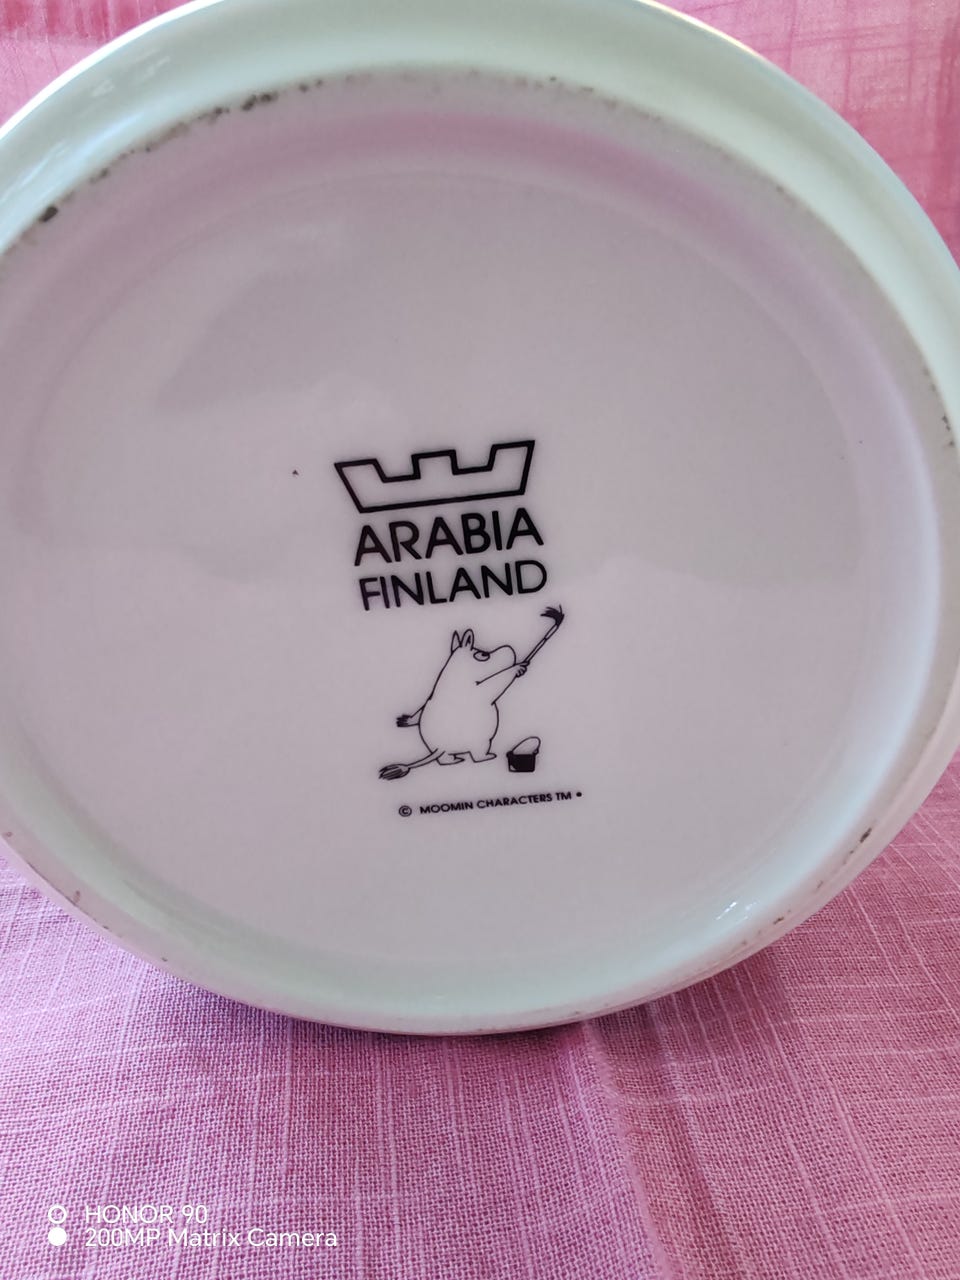 ARABIA
FINLAND
© MOOMIN CHARACTERS TM •
HONOR 90
200MP Matrix Camera